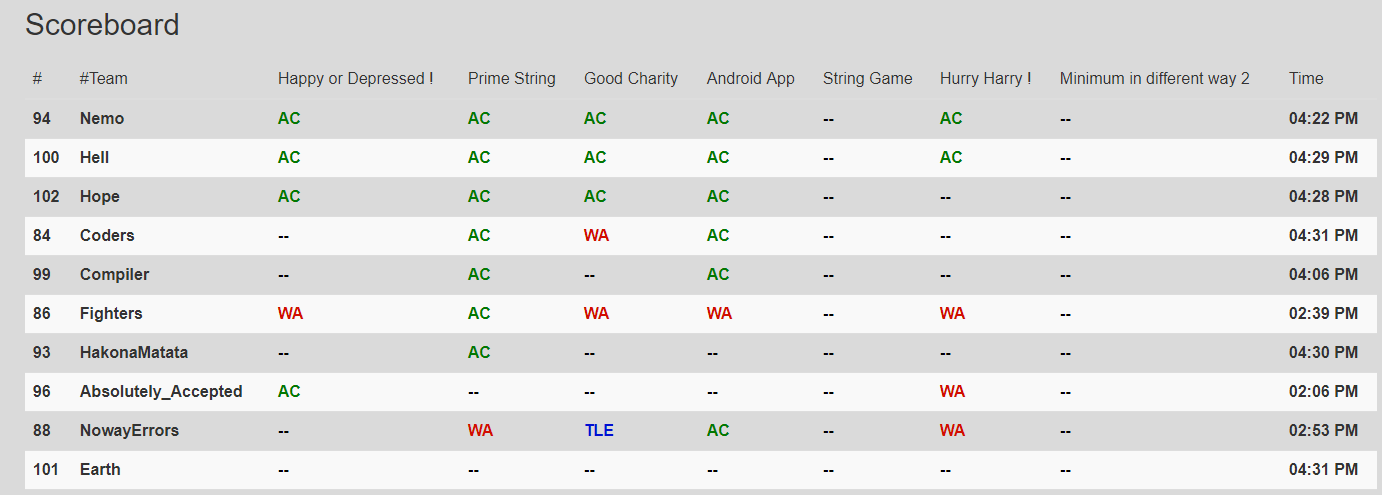 Scoreboard
# #Team Happy or Depressed ! Prime String Good Charity Android App String Game Hurry Harry ! Minimum in different way 2 Time
94 Nemo AC AC AC AC -- AC -- 04:22 PM
100 Hell AC AC AC AC -- AC -- 04:29 PM
102 Hope AC AC AC AC -- -- -- 04:28 PM
84 Coders -- AC WA AC -- -- -- 04:31 PM
99 Compiler -- AC -- AC -- -- -- 04:06 PM
86 Fighters WA AC WA WA -- WA -- 02:39 PM
93 HakonaMatata -- AC -- -- -- -- -- 04:30 PM
96 Absolutely_Accepted AC -- -- -- -- WA -- 02:06 PM
88 NowayErrors -- WA TLE AC -- WA -- 02:53 PM
101 Earth -- -- -- -- -- -- -- 04:31 PM